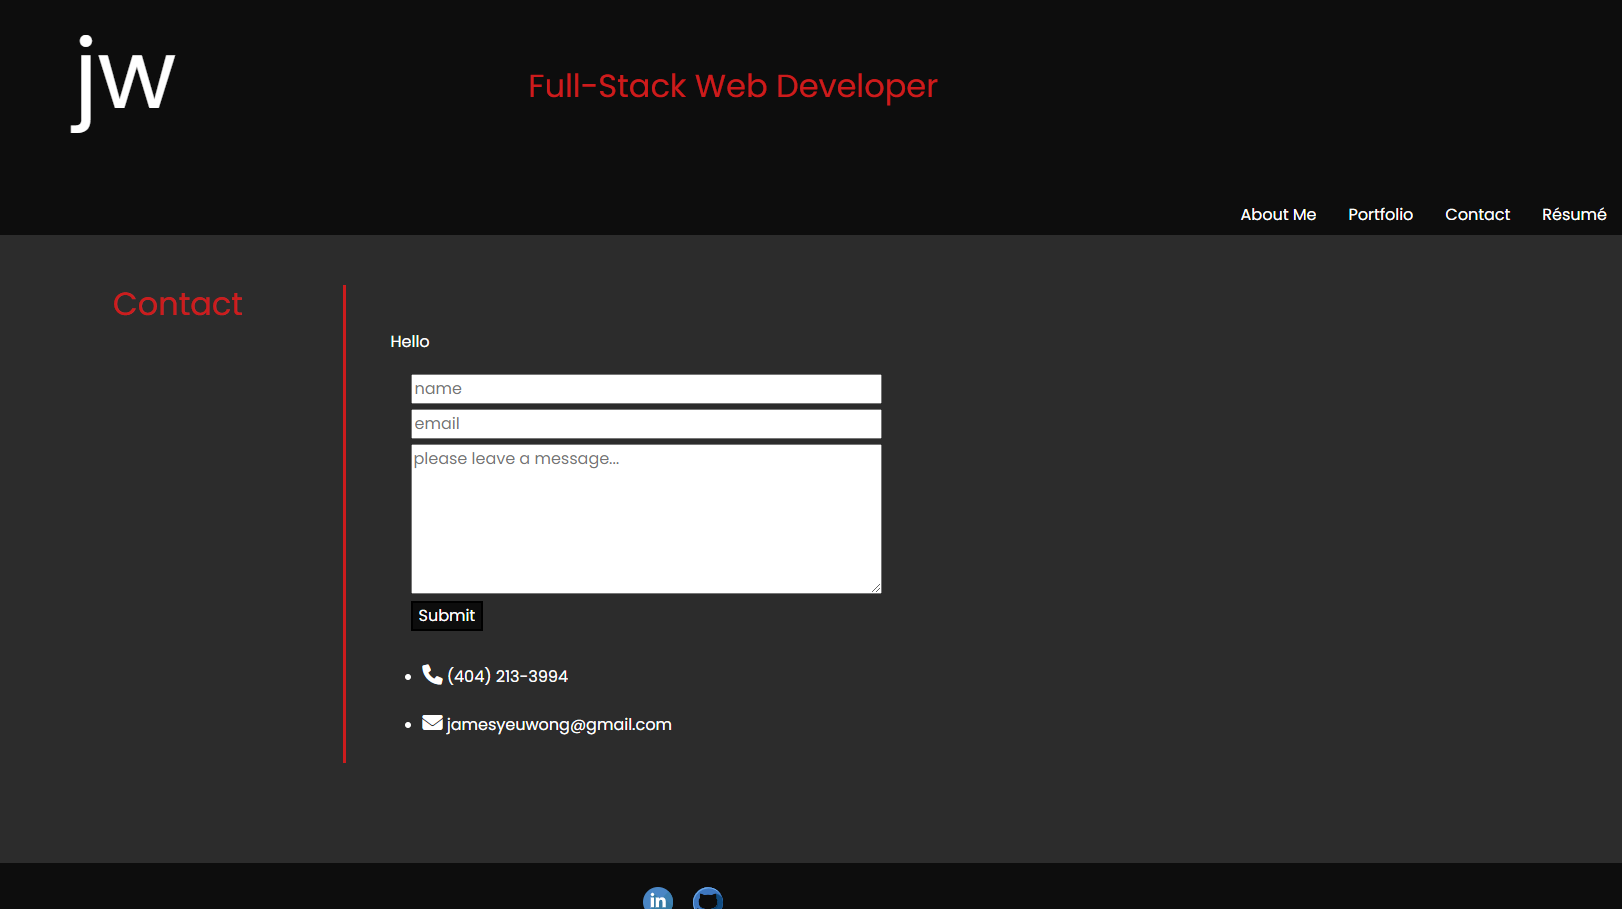 jw
Full-Stack Web Developer
About Me Portfolio Contact Résumé
Contact
Hello
name
email
please leave a message...
Submit
(404) 213-3994
jamesyeuwong@gmail.com
in